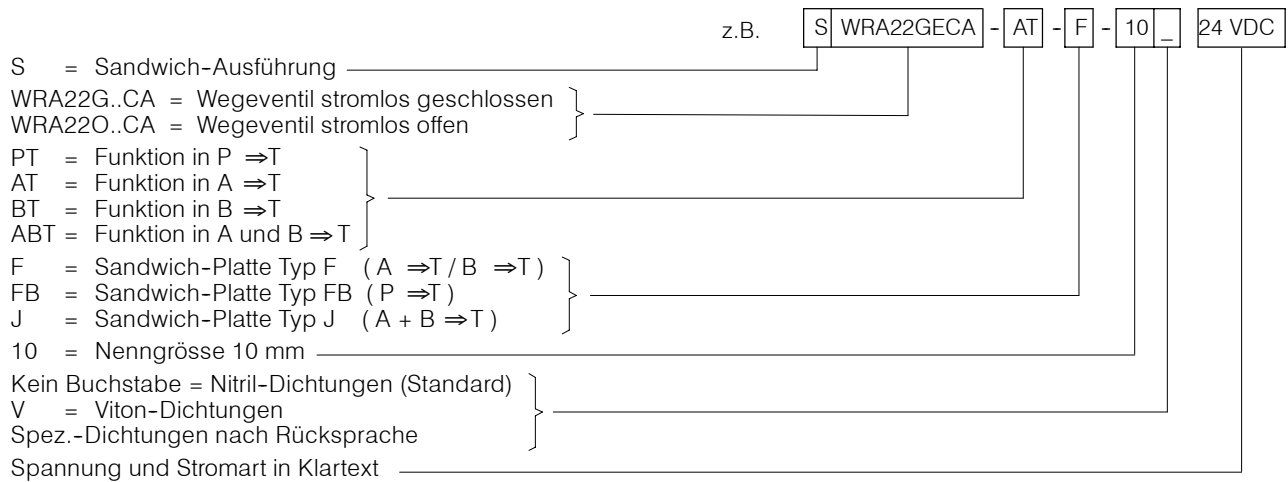 z.B. S WRA22GECA - AT - F - 10 _ 24 VDC
S = Sandwich-Ausführung
WRA22G..CA = Wegeventil stromlos geschlossen
WRA22O..CA = Wegeventil stromlos offen
PT = Funktion in P ⇒T
AT = Funktion in A ⇒T
BT = Funktion in B ⇒T
ABT = Funktion in A und B ⇒ T
F = Sandwich-Platte Typ F ( A ⇒T / B ⇒T )
FB = Sandwich-Platte Typ FB ( P ⇒T )
J = Sandwich-Platte Typ J ( A + B ⇒T )
10 = Nenngrösse 10 mm
Kein Buchstabe = Nitril-Dichtungen (Standard)
V = Viton-Dichtungen
Spez.-Dichtungen nach Rücksprache
Spannung und Stromart in Klartext